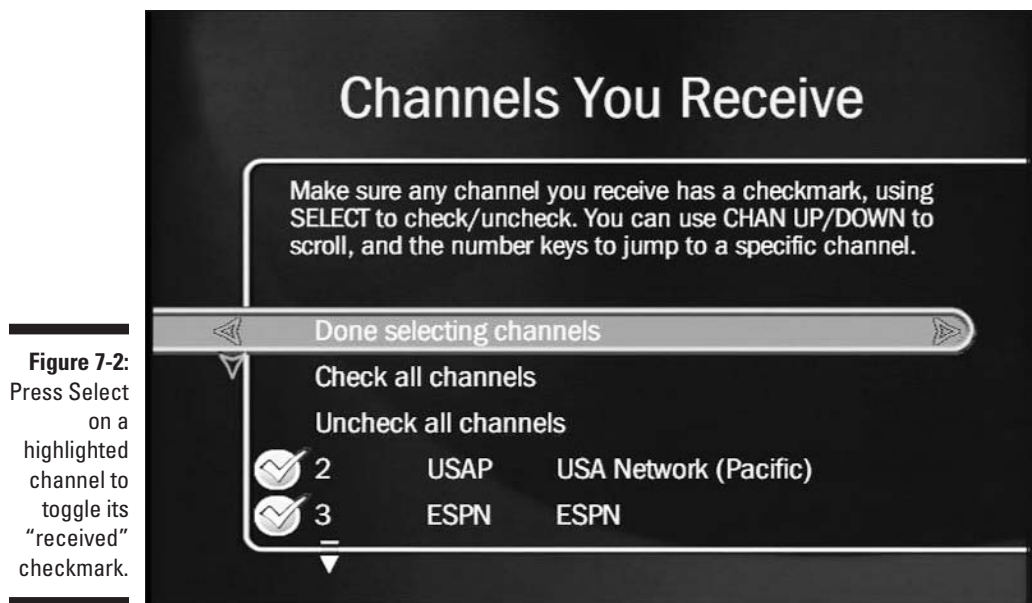 Channels You Receive
Make sure any channel you receive has a checkmark, using
SELECT to check/uncheck. You can use CHAN UP/DOWN to
scroll, and the number keys to jump to a specific channel.
Done selecting channels
Check all channels
Uncheck all channels
2 USAP USA Network (Pacific)
3 ESPN ESPN
Figure 7-2:
Press Select
on a
highlighted
channel to
toggle its
“received”
checkmark.